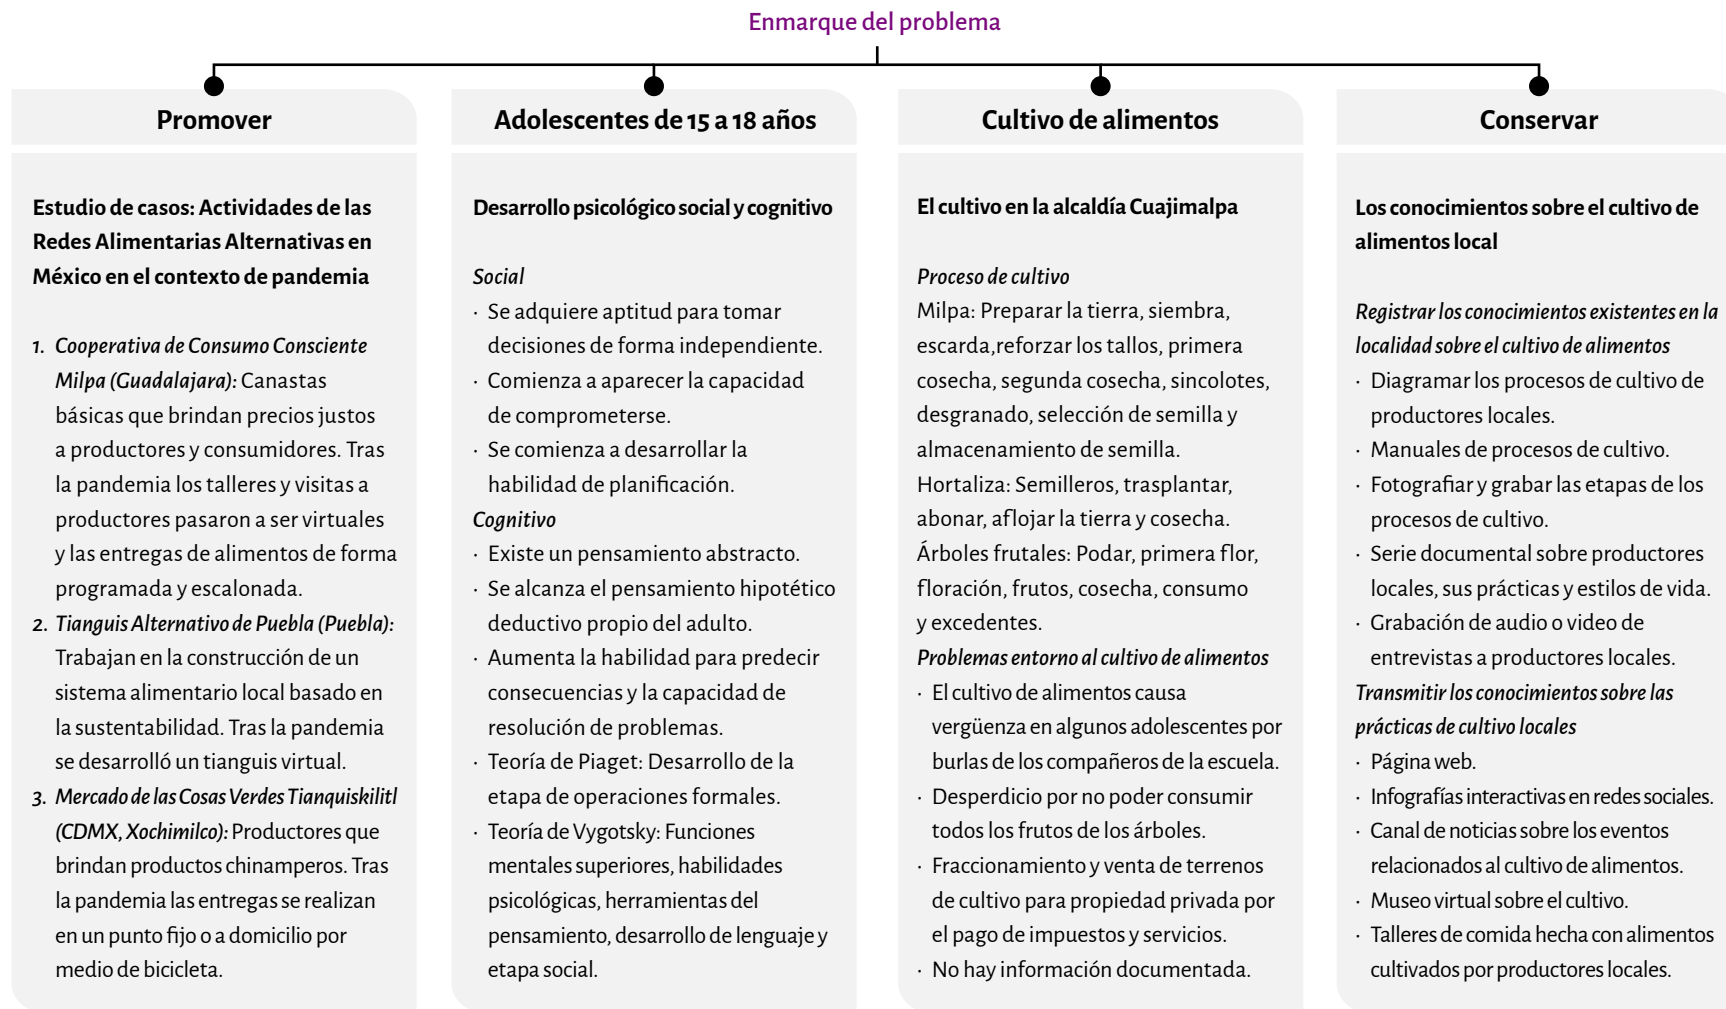 Enmarque del problema
Promover
Estudio de casos: Actividades de las
Redes Alimentarias Alternativas en
México en el contexto de pandemia
1. Cooperativa de Consumo Consciente
Milpa (Guadalajara): Canastas
básicas que brindan precios justos
a productores y consumidores. Tras
la pandemia los talleres y visitas a
productores pasaron a ser virtuales
y las entregas de alimentos de forma
programada y escalonada.
2. Tianguis Alternativo de Puebla (Puebla):
Trabajan en la construcción de un
sistema alimentario local basado en
la sustentabilidad. Tras la pandemia
se desarrolló un tianguis virtual.
3. Mercado de las Cosas Verdes Tianquiskilitl
(CDMX, Xochimilco): Productores que
brindan productos chinamperos. Tras
la pandemia las entregas se realizan
en un punto fijo o a domicilio por
medio de bicicleta.
Adolescentes de 15 a 18 años
Desarrollo psicológico social y cognitivo
Social
· Se adquiere aptitud para tomar
decisiones de forma independiente.
· Comienza a aparecer la capacidad
de comprometerse.
· Se comienza a desarrollar la
habilidad de planificación.
Cognitivo
· Existe un pensamiento abstracto.
· Se alcanza el pensamiento hipotético
deductivo propio del adulto.
· Aumenta la habilidad para predecir
consecuencias y la capacidad de
resolución de problemas.
· Teoría de Piaget: Desarrollo de la
etapa de operaciones formales.
· Teoría de Vygotsky: Funciones
mentales superiores, habilidades
psicológicas, herramientas del
pensamiento, desarrollo de lenguaje y
etapa social.
Cultivo de alimentos
El cultivo en la alcaldía Cuajimalpa
Proceso de cultivo
Milpa: Preparar la tierra, siembra,
escarda,reforzar los tallos, primera
cosecha, segunda cosecha, sincolotes,
desgranado, selección de semilla y
almacenamiento de semilla.
Hortaliza: Semilleros, trasplantar,
abonar, aflojar la tierra y cosecha.
Árboles frutales: Podar, primera flor,
floración, frutos, cosecha, consumo
y excedentes.
Problemas entorno al cultivo de alimentos
· El cultivo de alimentos causa
vergüenza en algunos adolescentes por
burlas de los compañeros de la escuela.
· Desperdicio por no poder consumir
todos los frutos de los árboles.
· Fraccionamiento y venta de terrenos
de cultivo para propiedad privada por
el pago de impuestos y servicios.
· No hay información documentada.
Conservar
Los conocimientos sobre el cultivo de
alimentos local
Registrar los conocimientos existentes en la
localidad sobre el cultivo de alimentos
· Diagramar los procesos de cultivo de
productores locales.
· Manuales de procesos de cultivo.
· Fotografiar y grabar las etapas de los
procesos de cultivo.
· Serie documental sobre productores
locales, sus prácticas y estilos de vida.
· Grabación de audio o video de
entrevistas a productores locales.
Transmitir los conocimientos sobre las
prácticas de cultivo locales
· Página web.
· Infografías interactivas en redes sociales.
· Canal de noticias sobre los eventos
relacionados al cultivo de alimentos.
· Museo virtual sobre el cultivo.
· Talleres de comida hecha con alimentos
cultivados por productores locales.